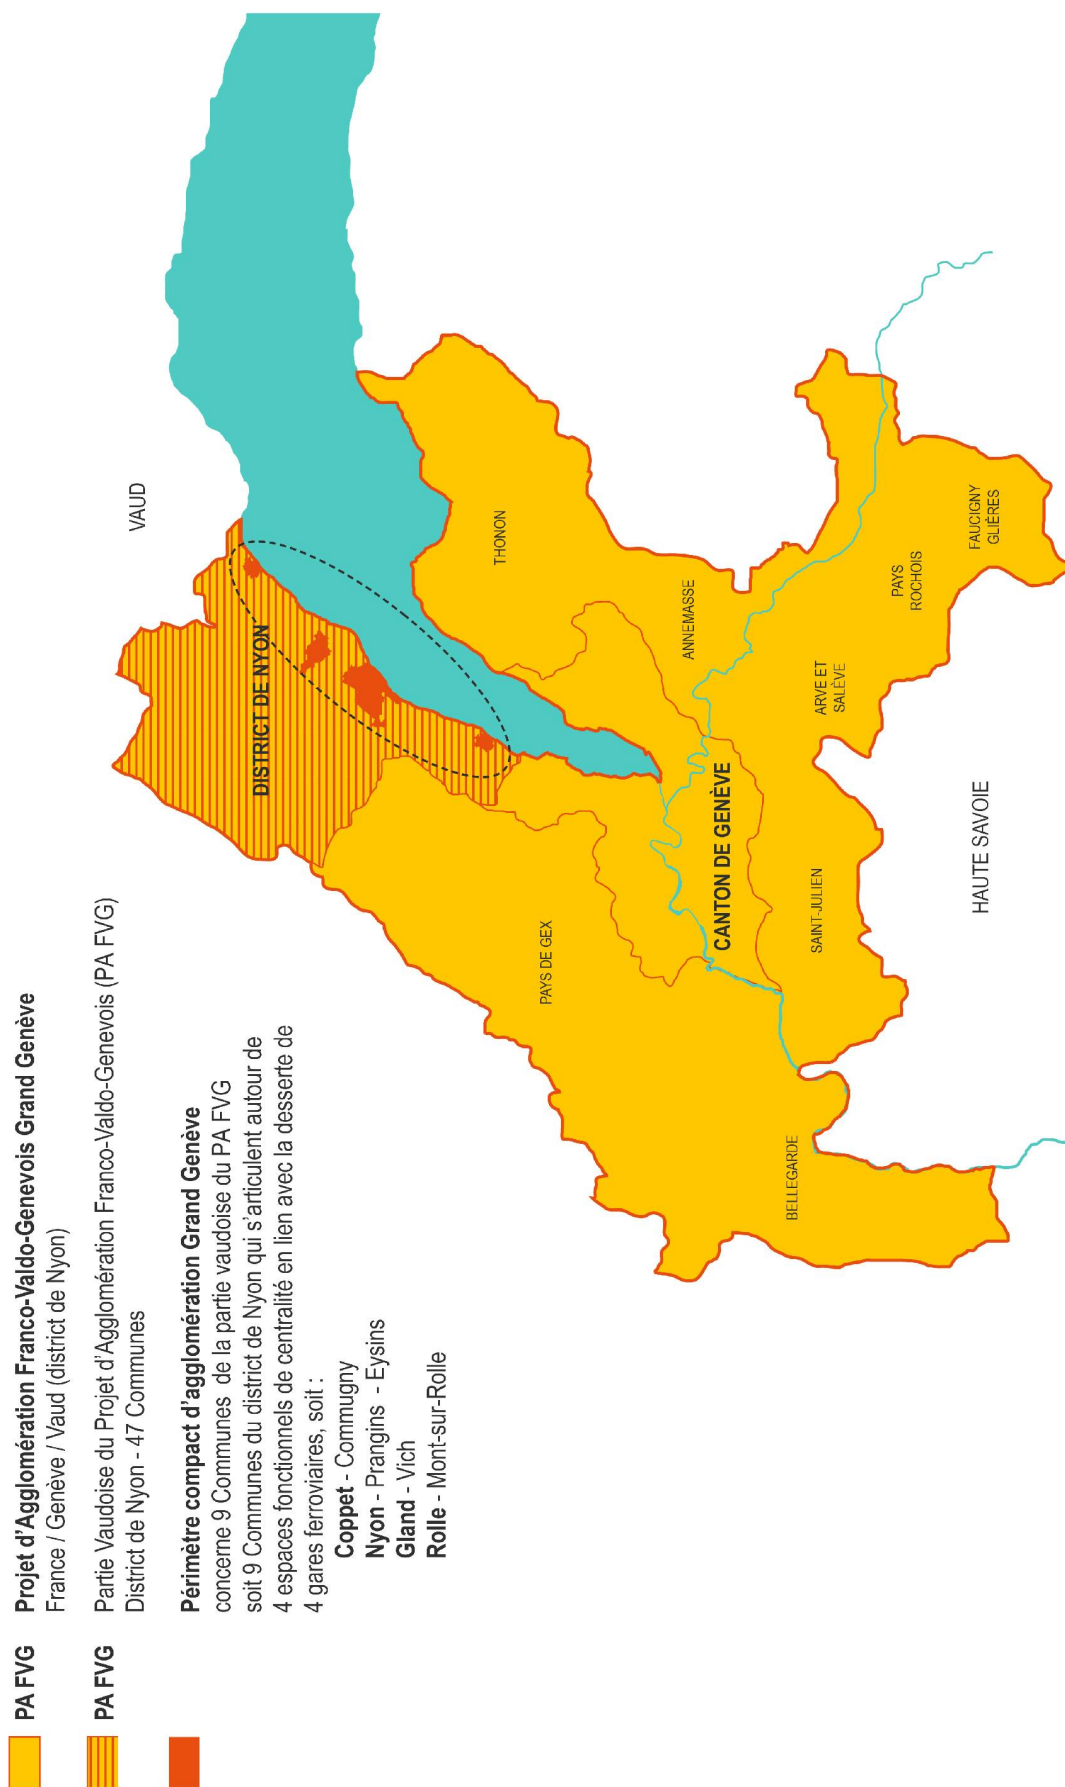 PA FVG Projet d'Agglomération Franco-Valdo-Genevois Grand Genève
France / Genève / Vaud (district de Nyon)
PA FVG Partie Vaudoise du Projet d'Agglomération Franco-Valdo-Genevois (PA FVG)
District de Nyon - 47 Communes
Périmètre compact d'agglomération Grand Genève
concerne 9 Communes de la partie vaudoise du PA FVG
soit 9 Communes du district de Nyon qui s'articulent autour de
4 espaces fonctionnels de centralité en lien avec la desserte de
4 gares ferroviaires, soit :
Coppet - Commugny
Nyon - Prangins - Eysins
Gland - Vich
Rolle - Mont-sur-Rolle
VAUD
DISTRICT DE NYON
THONON
PAYS DE GEX
ANNEMASSE
CANTON DE GENÈVE
BELLEGARDE
SAINT-JULIEN
ARVE ET
SALÈVE
PAYS
ROCHOIS
FAUCIGNY
GLIÈRES
HAUTE SAVOIE